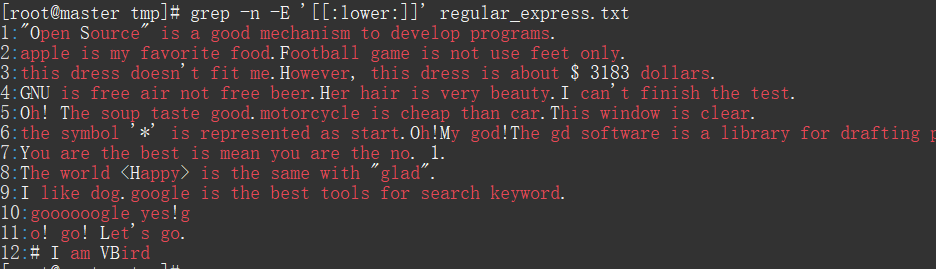 [root@master tmp]# grep -n -E '[[:lower:]]' regular_express.txt
1:"Open Source" is a good mechanism to develop programs.
2:apple is my favorite food.Football game is not use feet only.
3:this dress doesn't fit me.However, this dress is about $ 3183 dollars.
4:GNU is free air not free beer.Her hair is very beauty.I can't finish the test.
5:Oh! The soup taste good.motorcycle is cheap than car.This window is clear.
6:the symbol '*' is represented as start.Oh!My god!The gd software is a library for drafting p
7:You are the best is mean you are the no. 1.
8:The world <Happy> is the same with "glad".
9:I like dog.google is the best tools for search keyword.
10:goooooogle yes!g
11:o! go! Let's go.
12:# I am VBird
[root@master tmp]#